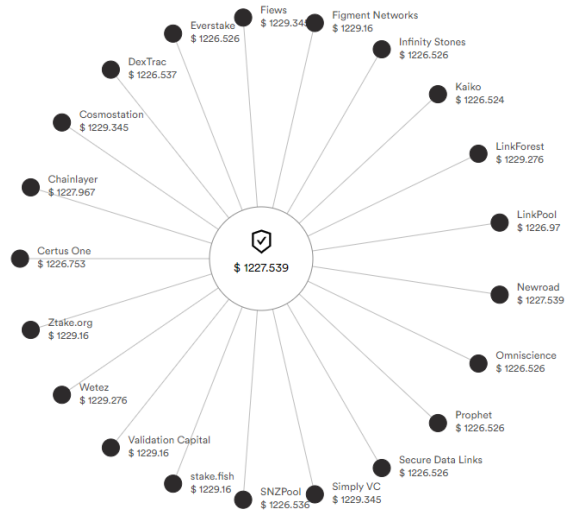 Fiews
$ 1229.345
Figment Networks
$ 1229.16
Everstake
$ 1226.526
Infinity Stones
$ 1226.526
DexTrac
$ 1226.537
Kaiko
$ 1226.524
Cosmostation
$ 1229.345
LinkForest
$ 1229.276
Chainlayer
$ 1227.967
LinkPool
$ 1226.97
Certus One
$ 1226.753
$ 1227.539
Newroad
$ 1227.539
Ztake.org
$ 1229.16
Omniscience
$ 1226.526
Wetez
$ 1229.276
Prophet
$ 1226.526
Validation Capital
$ 1229.16
Secure Data Links
$ 1226.526
stake.fish
$ 1229.16
SNZPool
$ 1226.536
Simply VC
$ 1229.345